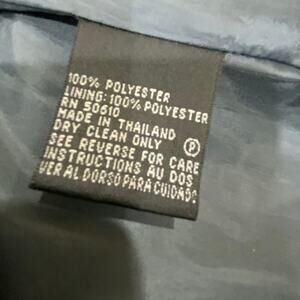 100% POLYESTER
LINING: 100% POLYESTER
RN 50610
MADE IN THAILAND
DRY CLEAN ONLY Ⓟ
SEE REVERSE FOR CARE
INSTRUCTIONS AU DOS
VER AL DORSO PARA CUIDADO